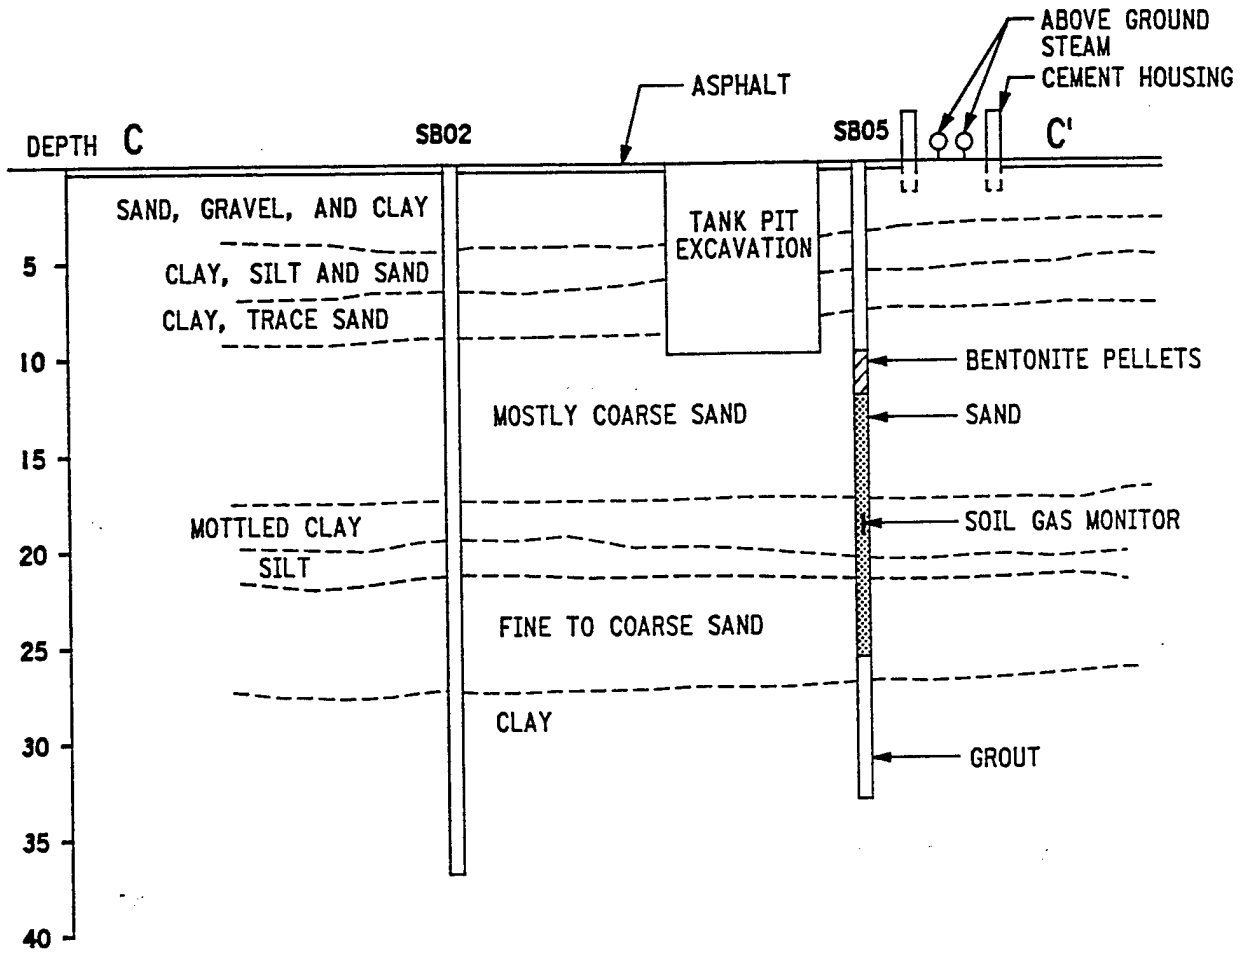 ABOVE GROUND
STEAM
CEMENT HOUSING
ASPHALT
DEPTH C
SB02
SB05
C'
SAND, GRAVEL, AND CLAY
TANK PIT
EXCAVATION
5
CLAY, SILT AND SAND
CLAY, TRACE SAND
10
BENTONITE PELLETS
MOSTLY COARSE SAND
SAND
15
MOTTLED CLAY
SOIL GAS MONITOR
20
SILT
FINE TO COARSE SAND
25
CLAY
30
GROUT
35
40